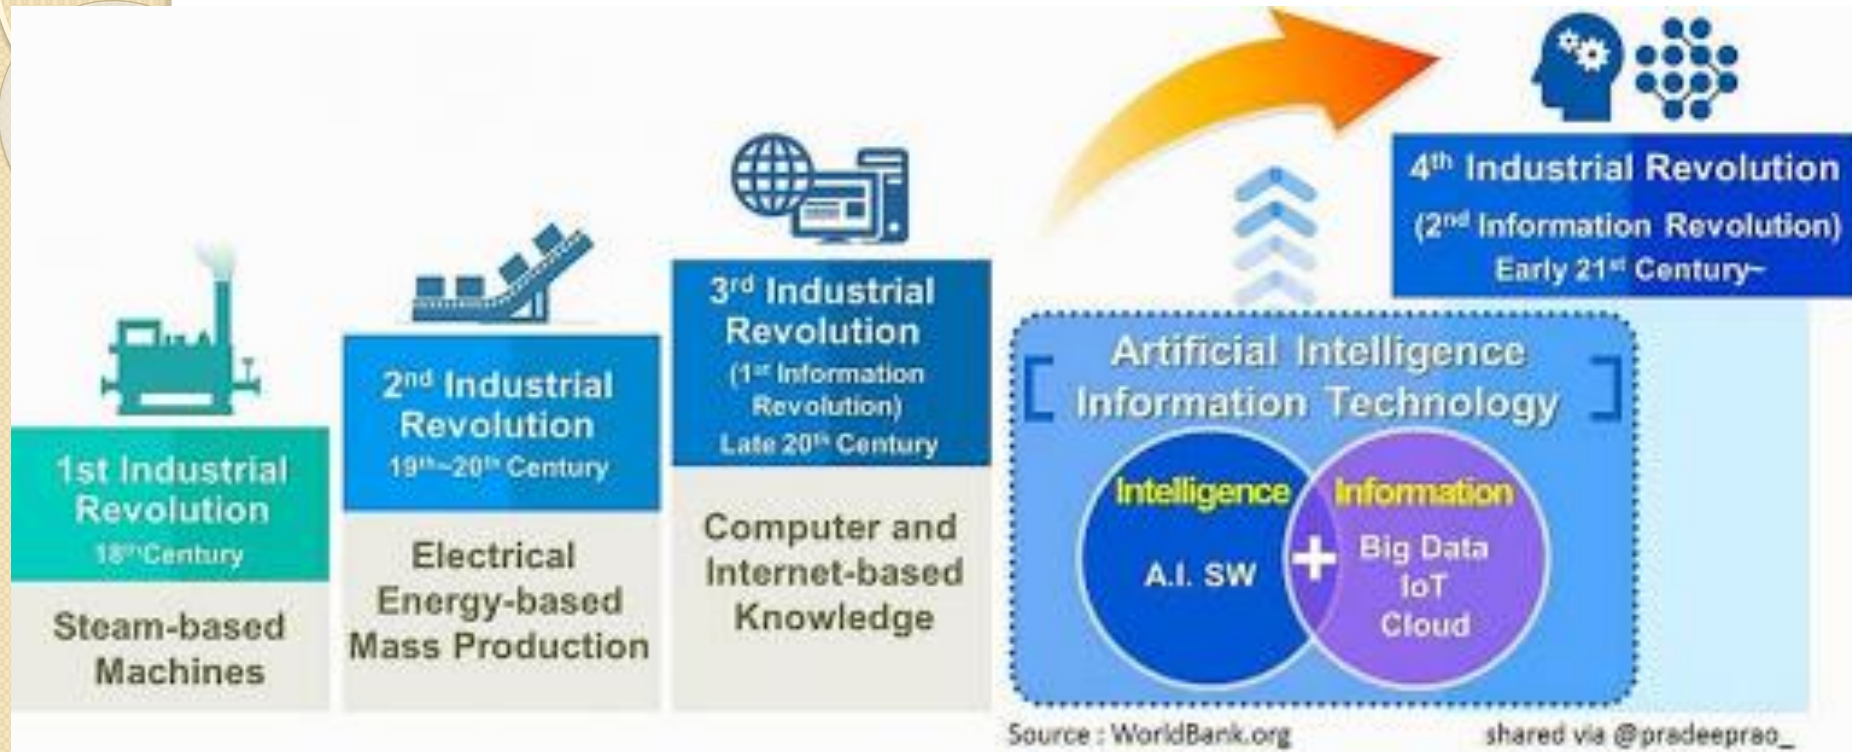 1st Industrial
Revolution
18th Century
Steam-based
Machines
2nd Industrial
Revolution
19th~20th Century
Electrical
Energy-based
Mass Production
3rd Industrial
Revolution
(1st Information
Revolution)
Late 20th Century
Computer and
Internet-based
Knowledge
4th Industrial Revolution
(2nd Information Revolution)
Early 21st Century~
Artificial Intelligence
Information Technology
Intelligence
A.I. SW
+
Information
Big Data
IoT
Cloud
Source : WorldBank.org
shared via @pradeeprao_